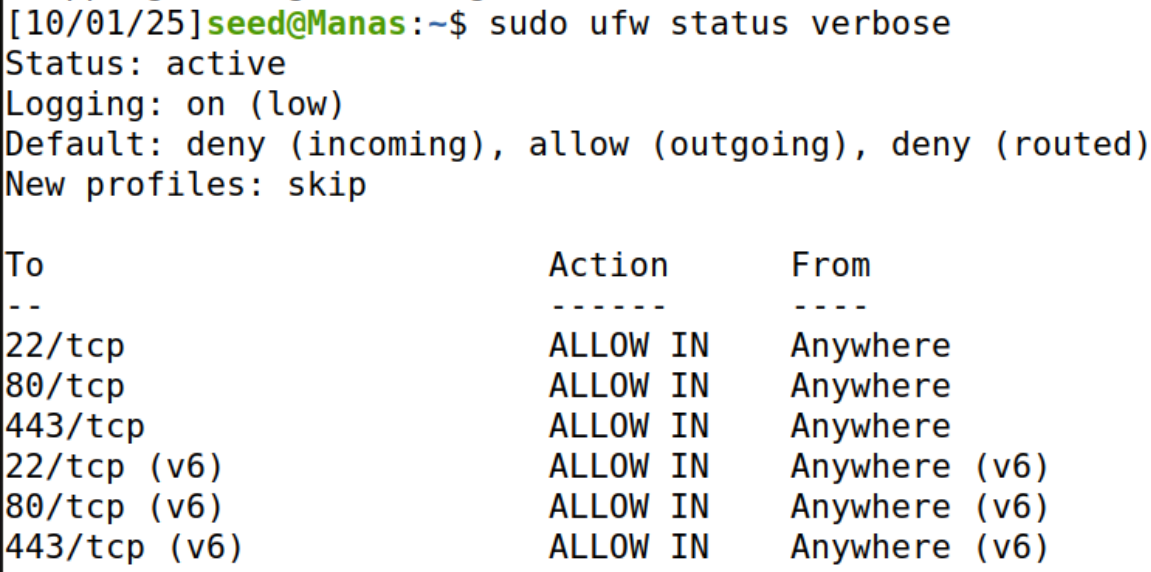 [10/01/25]seed@Manas:~$ sudo ufw status verbose
Status: active
Logging: on (low)
Default: deny (incoming), allow (outgoing), deny (routed)
New profiles: skip

To                         Action      From
--                         ------      ----
22/tcp                     ALLOW IN    Anywhere
80/tcp                     ALLOW IN    Anywhere
443/tcp                    ALLOW IN    Anywhere
22/tcp (v6)                ALLOW IN    Anywhere (v6)
80/tcp (v6)                ALLOW IN    Anywhere (v6)
443/tcp (v6)               ALLOW IN    Anywhere (v6)